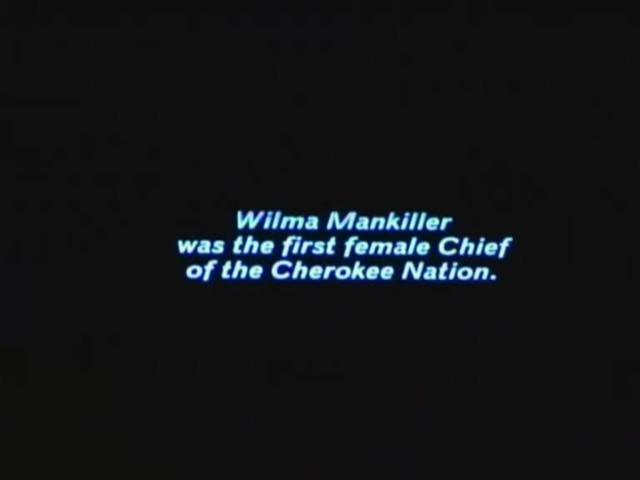 Wilma Mankiller
was the first female Chief
of the Cherokee Nation.